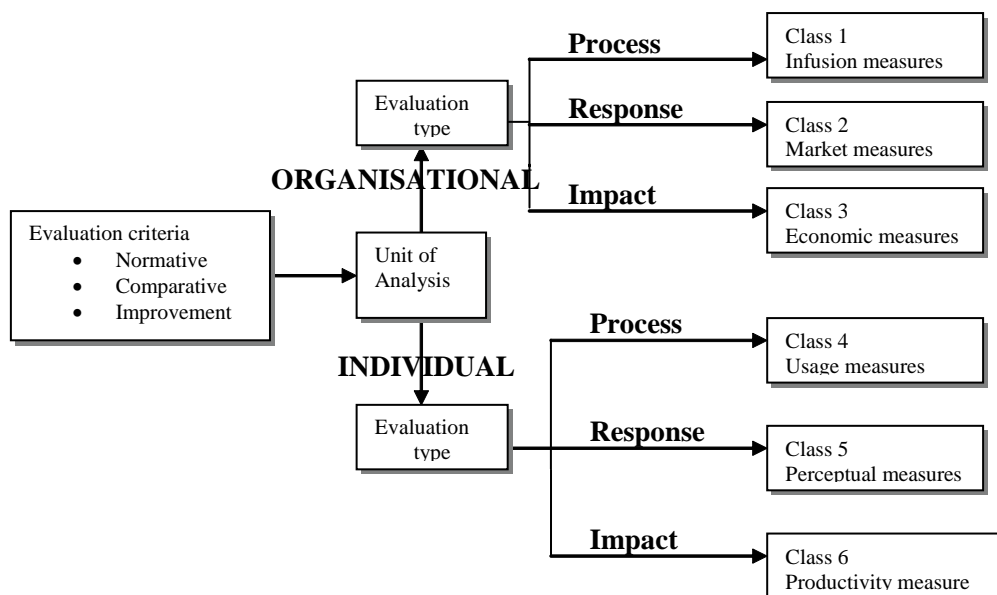 Evaluation criteria
• Normative
• Comparative
• Improvement
Unit of
Analysis
ORGANISATIONAL
Evaluation
type
Process
Class 1
Infusion measures
Response
Class 2
Market measures
Impact
Class 3
Economic measures
INDIVIDUAL
Evaluation
type
Process
Class 4
Usage measures
Response
Class 5
Perceptual measures
Impact
Class 6
Productivity measure